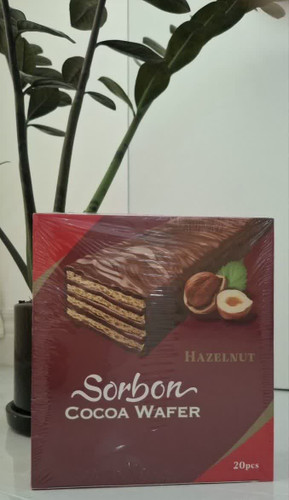 HAZELNUT
Sorbon
COCOA WAFER
20pcs